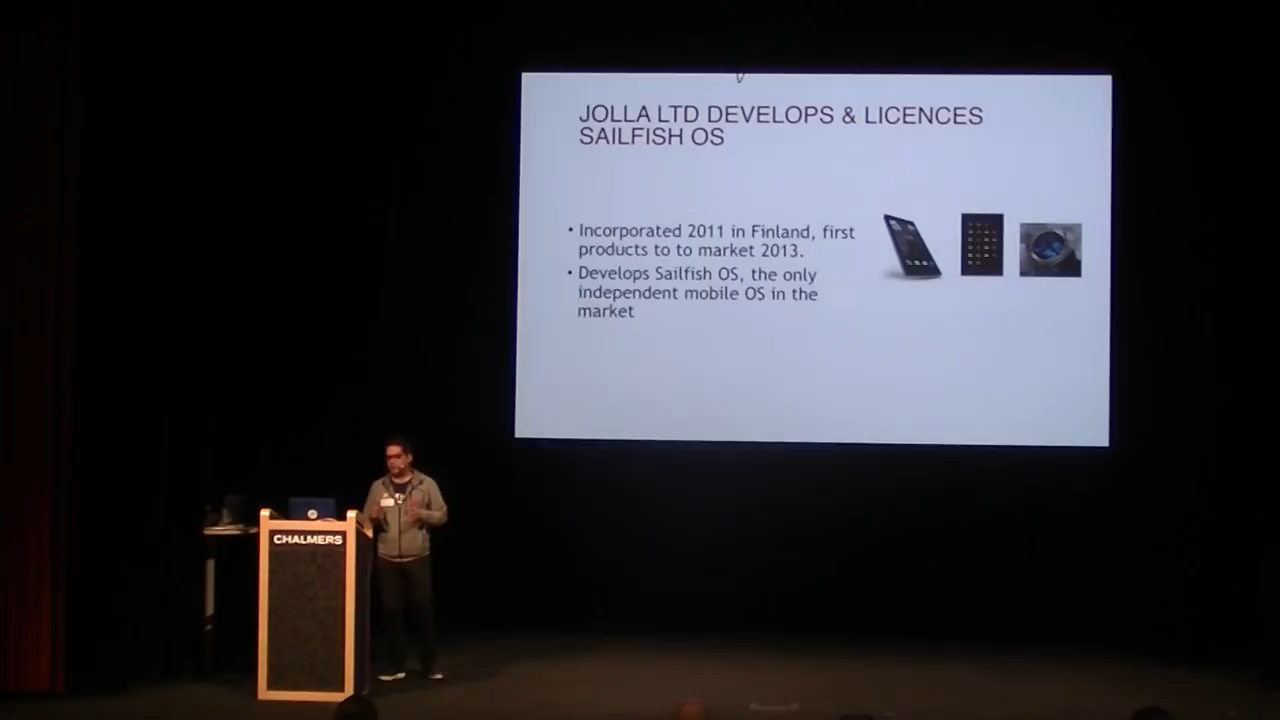 JOLLA LTD DEVELOPS & LICENCES
SAILFISH OS
• Incorporated 2011 in Finland, first
products to to market 2013.
• Develops Sailfish OS, the only
independent mobile OS in the
market
CHALMERS